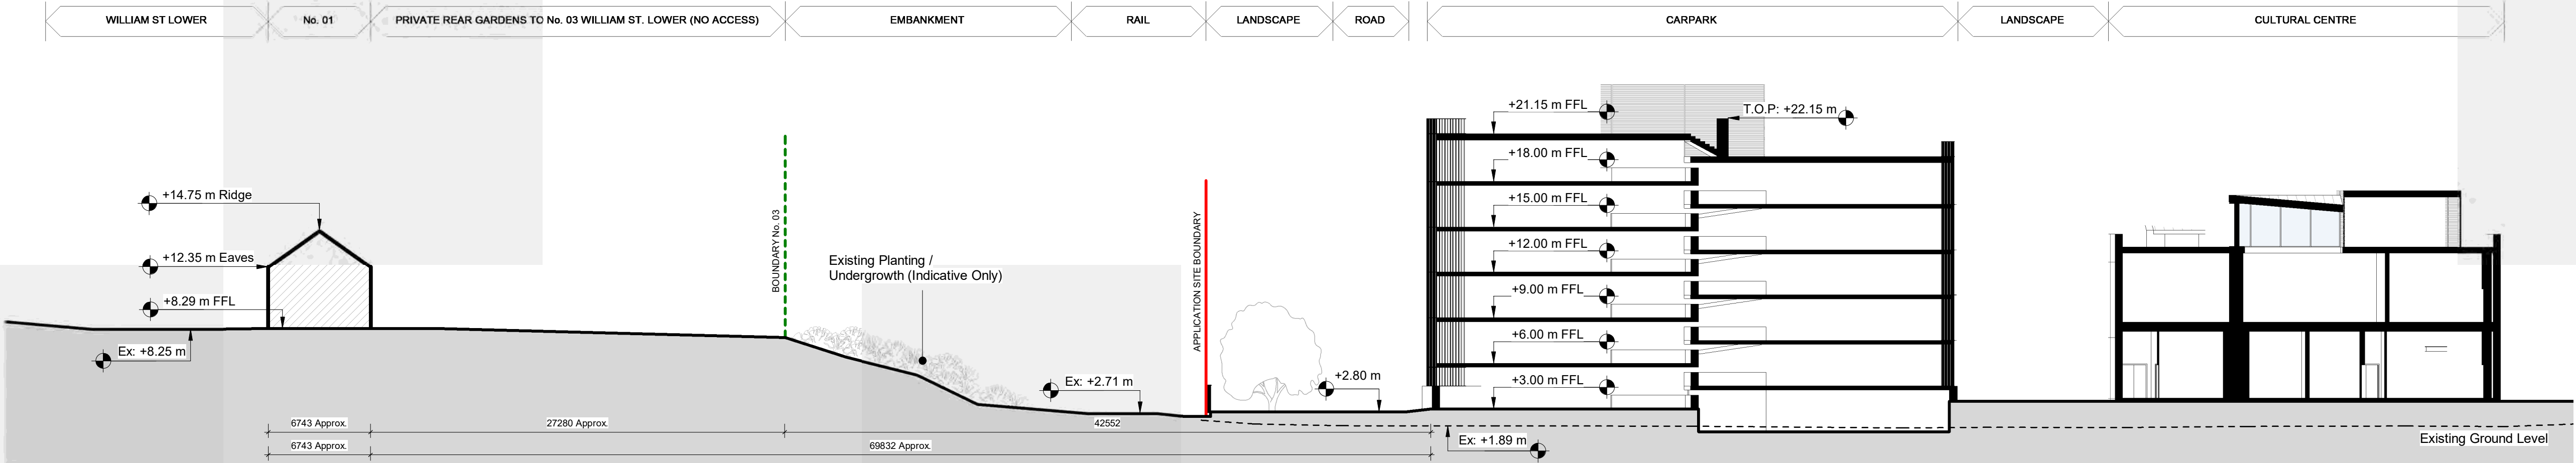 WILLIAM ST LOWER
No. 01
PRIVATE REAR GARDENS TO No. 03 WILLIAM ST. LOWER (NO ACCESS)
EMBANKMENT
RAIL
LANDSCAPE
ROAD
CARPARK
LANDSCAPE
CULTURAL CENTRE
+14.75 m Ridge
+12.35 m Eaves
+8.29 m FFL
Ex: +8.25 m
BOUNDARY No. 03
Existing Planting /
Undergrowth (Indicative Only)
Ex: +2.71 m
APPLICATION SITE BOUNDARY
+2.80 m
+21.15 m FFL
T.O.P: +22.15 m
+18.00 m FFL
+15.00 m FFL
+12.00 m FFL
+9.00 m FFL
+6.00 m FFL
+3.00 m FFL
Ex: +1.89 m
Existing Ground Level
6743 Approx.
27280 Approx.
42552
6743 Approx.
69832 Approx.